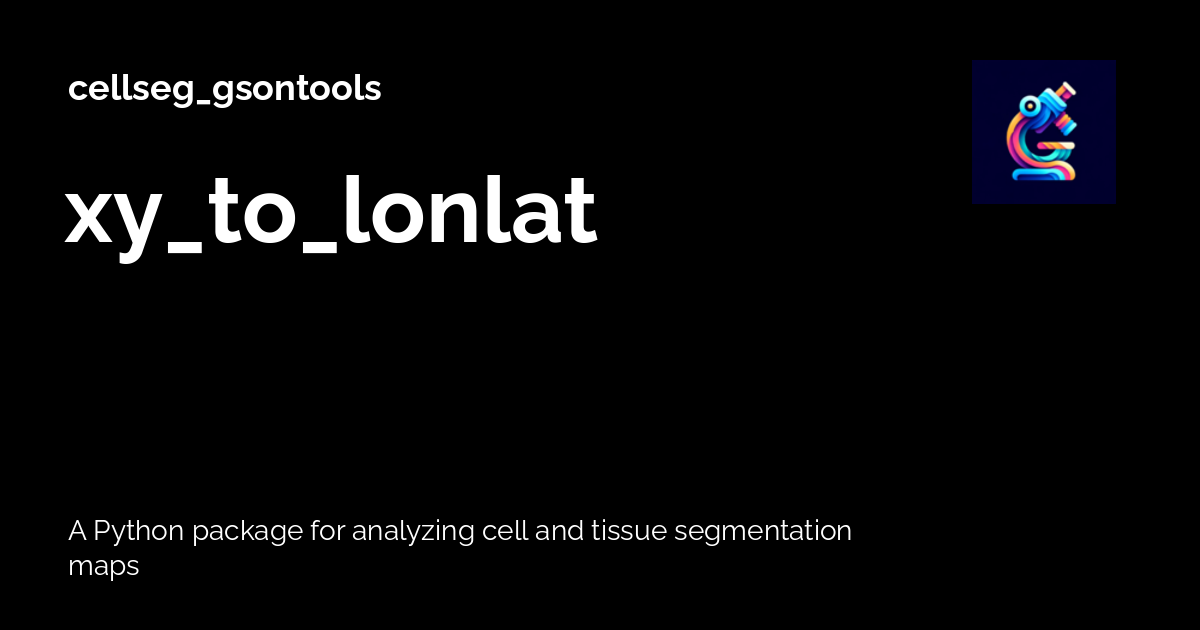 cellseg_gsontools
xy_to_lonlat
A Python package for analyzing cell and tissue segmentation
maps